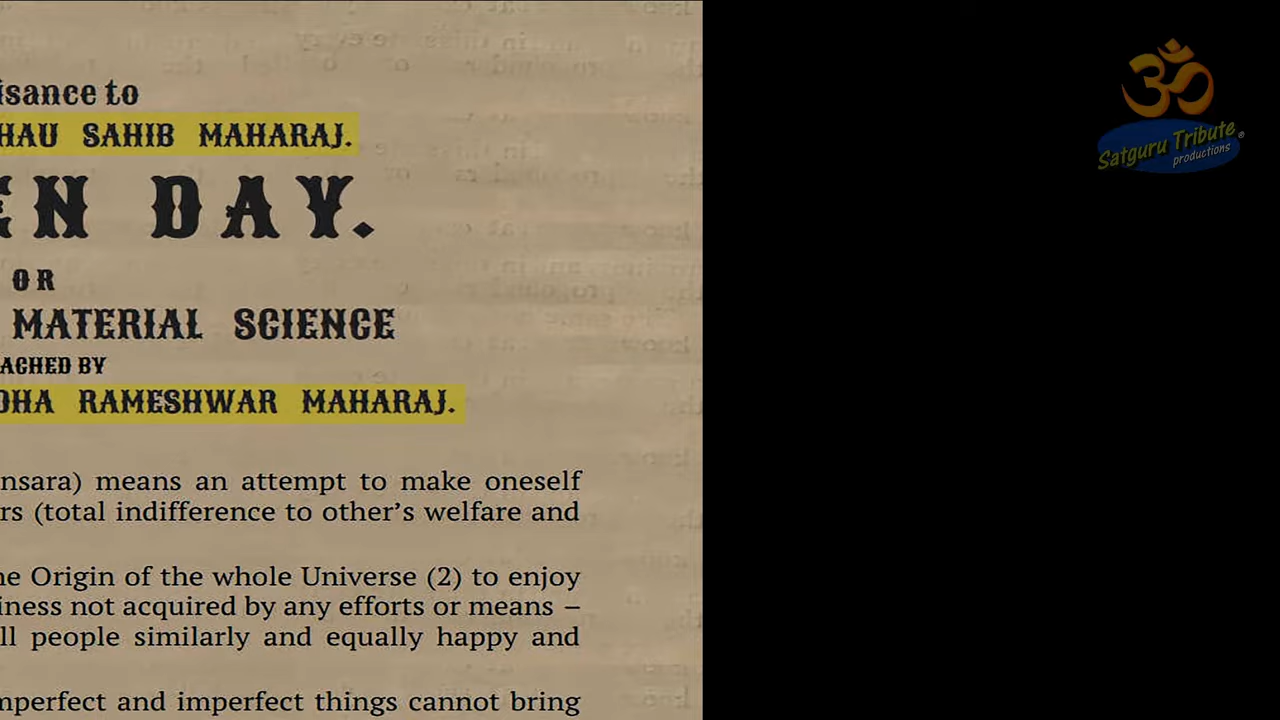 isance to
HAU SAHIB MAHARAJ.
EN DAY.
OR
MATERIAL SCIENCE
ACHED BY
DHA RAMESHWAR MAHARAJ.
nsara) means an attempt to make oneself
rs (total indifference to other's welfare and
he Origin of the whole Universe (2) to enjoy
iness not acquired by any efforts or means –
ll people similarly and equally happy and
mperfect and imperfect things cannot bring
ॐ
Satguru Tribute®
productions